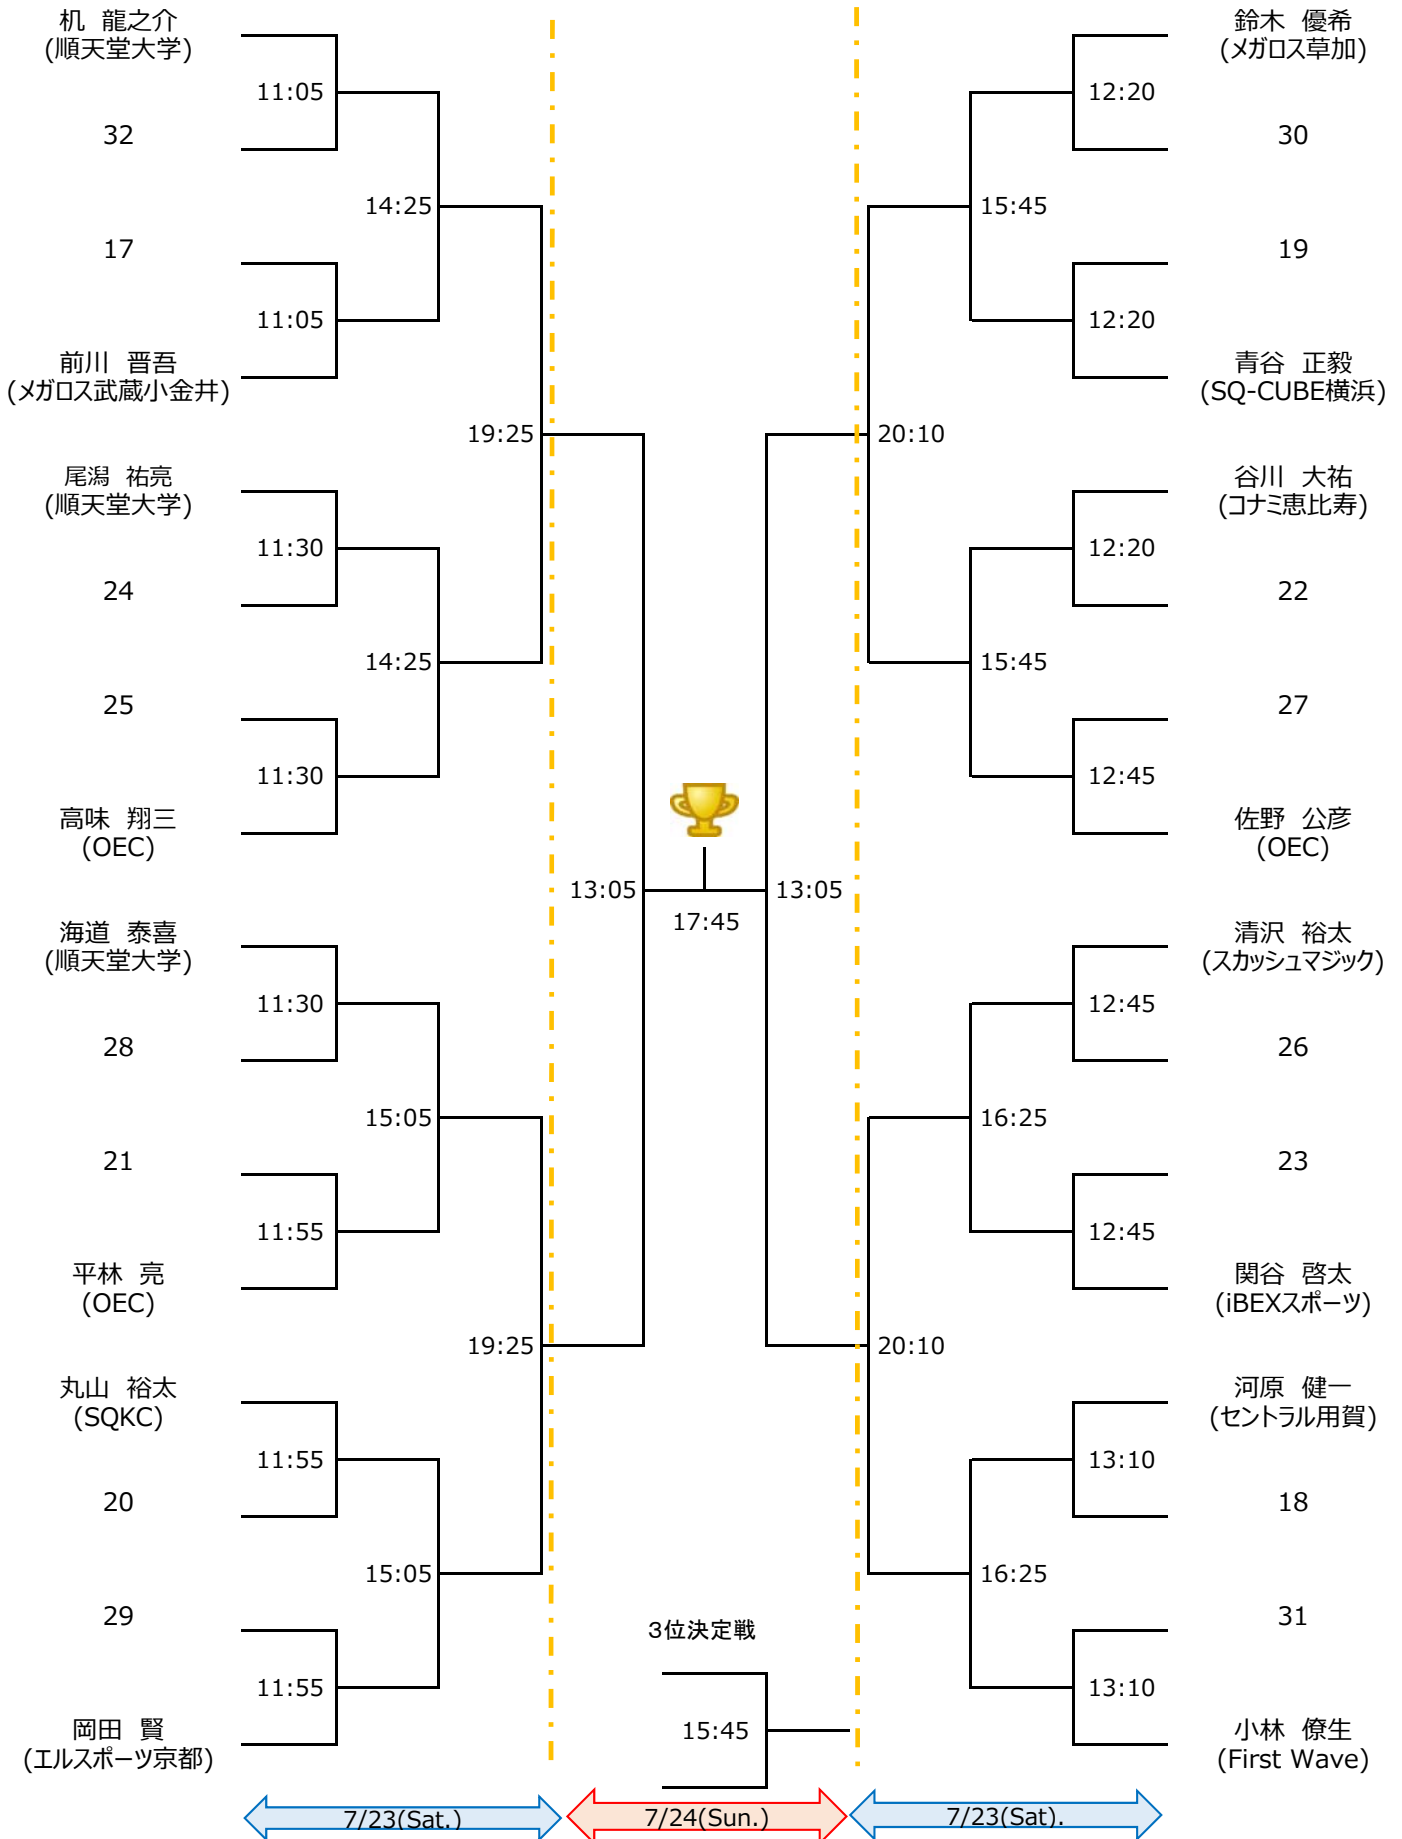 机 龍之介
(順天堂大学)
11:05
32
14:25
17
11:05
前川 晋吾
(メガロス武蔵小金井)
19:25
尾潟 祐亮
(順天堂大学)
11:30
24
14:25
25
11:30
高味 翔三
(OEC)
13:05
海道 泰喜
(順天堂大学)
11:30
28
15:05
21
11:55
平林 亮
(OEC)
19:25
丸山 裕太
(SQKC)
11:55
20
15:05
29
11:55
岡田 賢
(エルスポーツ京都)
17:45
3位決定戦
15:45
鈴木 優希
(メガロス草加)
12:20
30
15:45
19
12:20
青谷 正毅
(SQ-CUBE横浜)
20:10
谷川 大祐
(コナミ恵比寿)
12:20
22
15:45
27
12:45
佐野 公彦
(OEC)
13:05
清沢 裕太
(スカッシュマジック)
12:45
26
16:25
23
12:45
関谷 啓太
(iBEXスポーツ)
20:10
河原 健一
(セントラル用賀)
13:10
18
16:25
31
13:10
小林 僚生
(First Wave)
7/23(Sat.)
7/24(Sun.)
7/23(Sat).